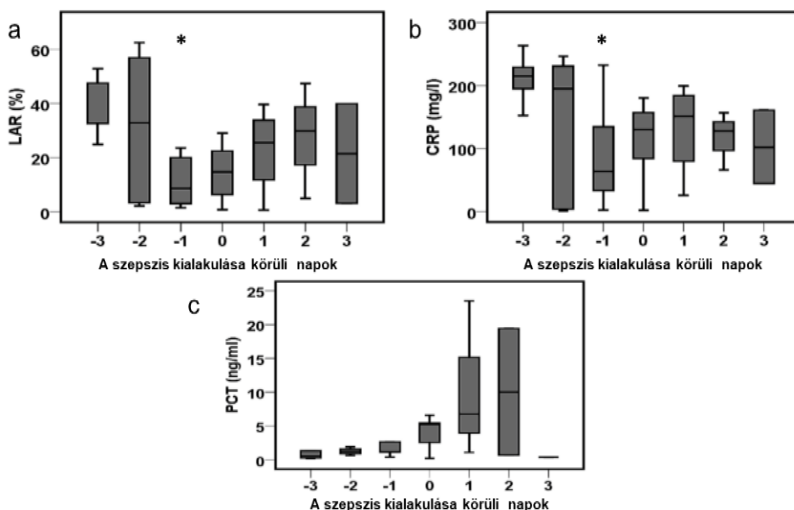 a
*
LAR (%)
60
40
20
0
-3 -2 -1 0 1 2 3
A szepszis kialakulása körüli napok
b
*
CRP (mg/l)
300
200
100
0
-3 -2 -1 0 1 2 3
A szepszis kialakulása körüli napok
c
PCT (ng/ml)
25
20
15
10
5
0
-3 -2 -1 0 1 2 3
A szepszis kialakulása körüli napok